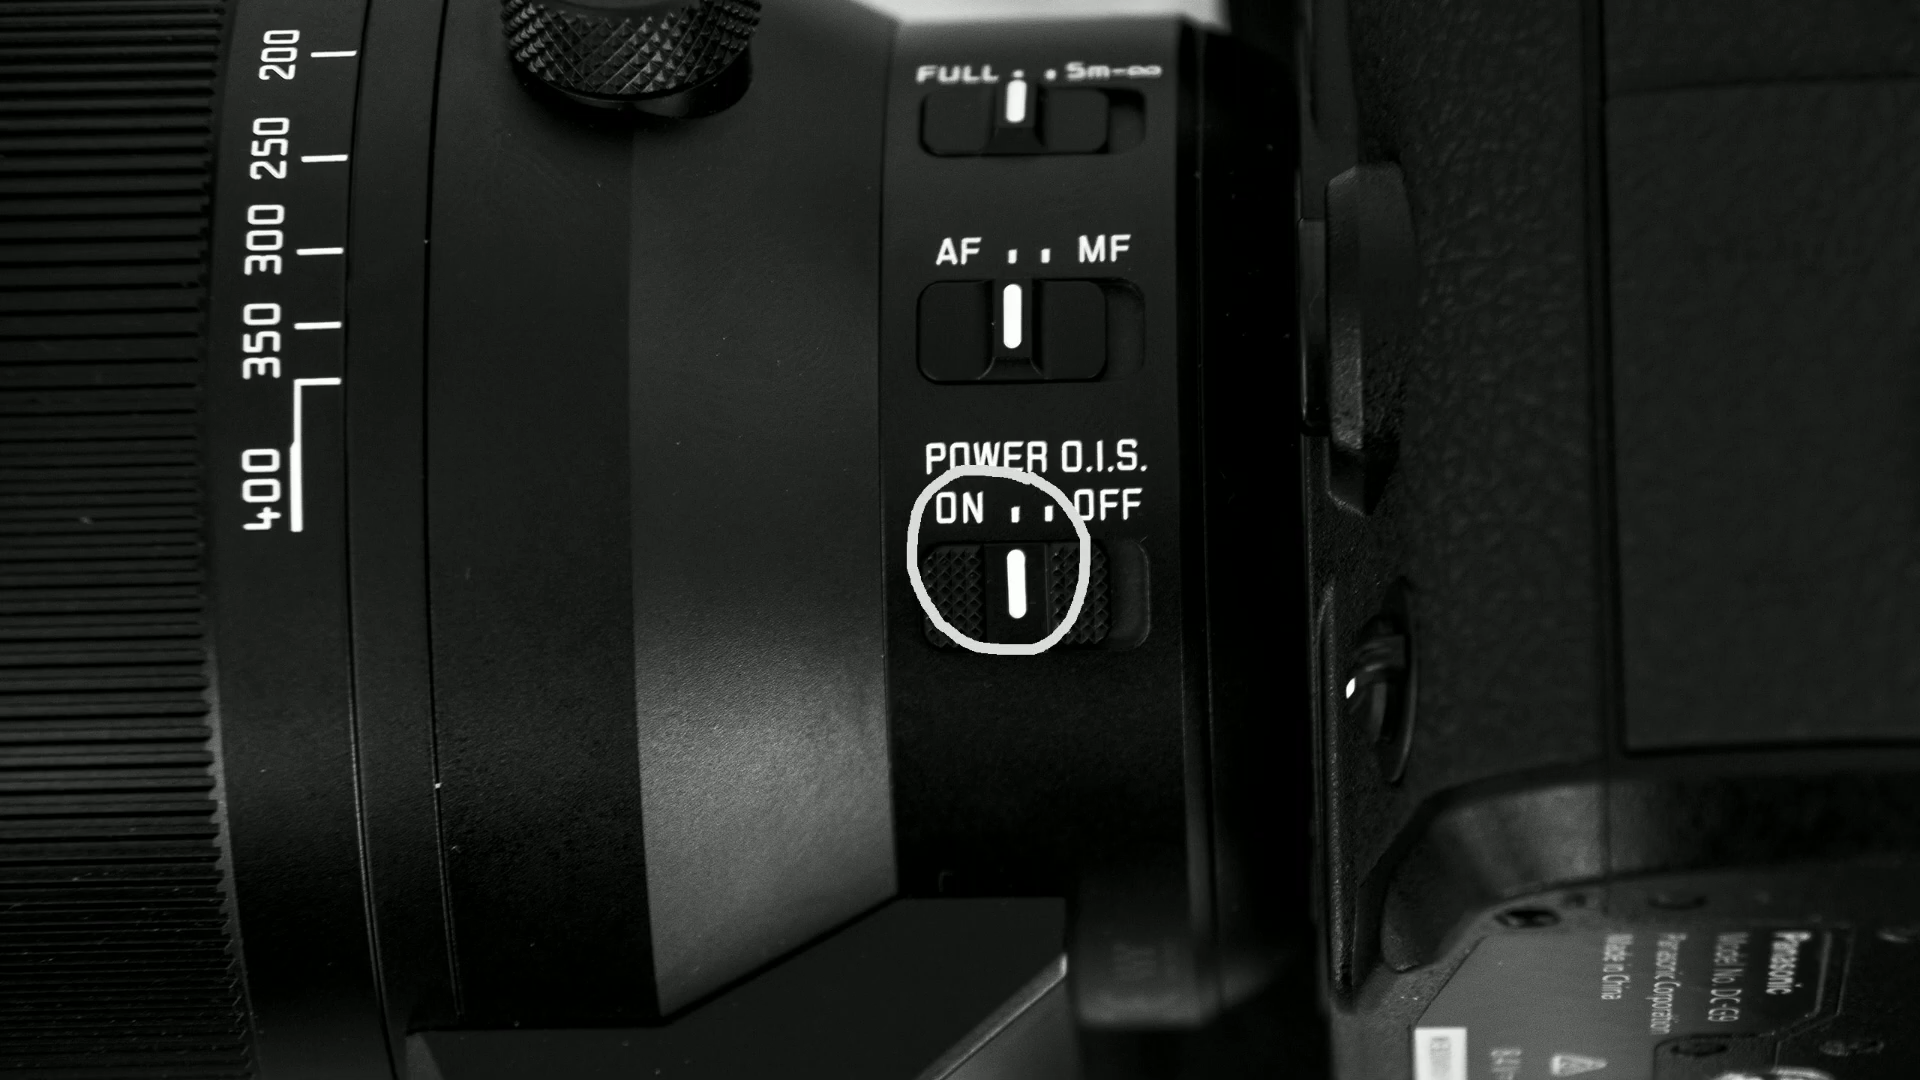 200
250
300
350
400
FULL 5m-∞
AF MF
POWER O.I.S.
ON OFF
Panasonic
Model No. DC-G9
Panasonic Corporation
Made in China